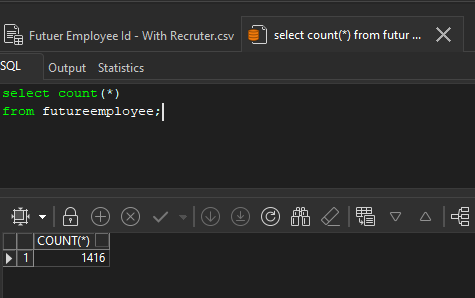 Futuer Employee Id - With Recruter.csv
select count(*) from futur ...
SQL Output Statistics
select count(*)
from futureemployee;
COUNT(*)
1 1416